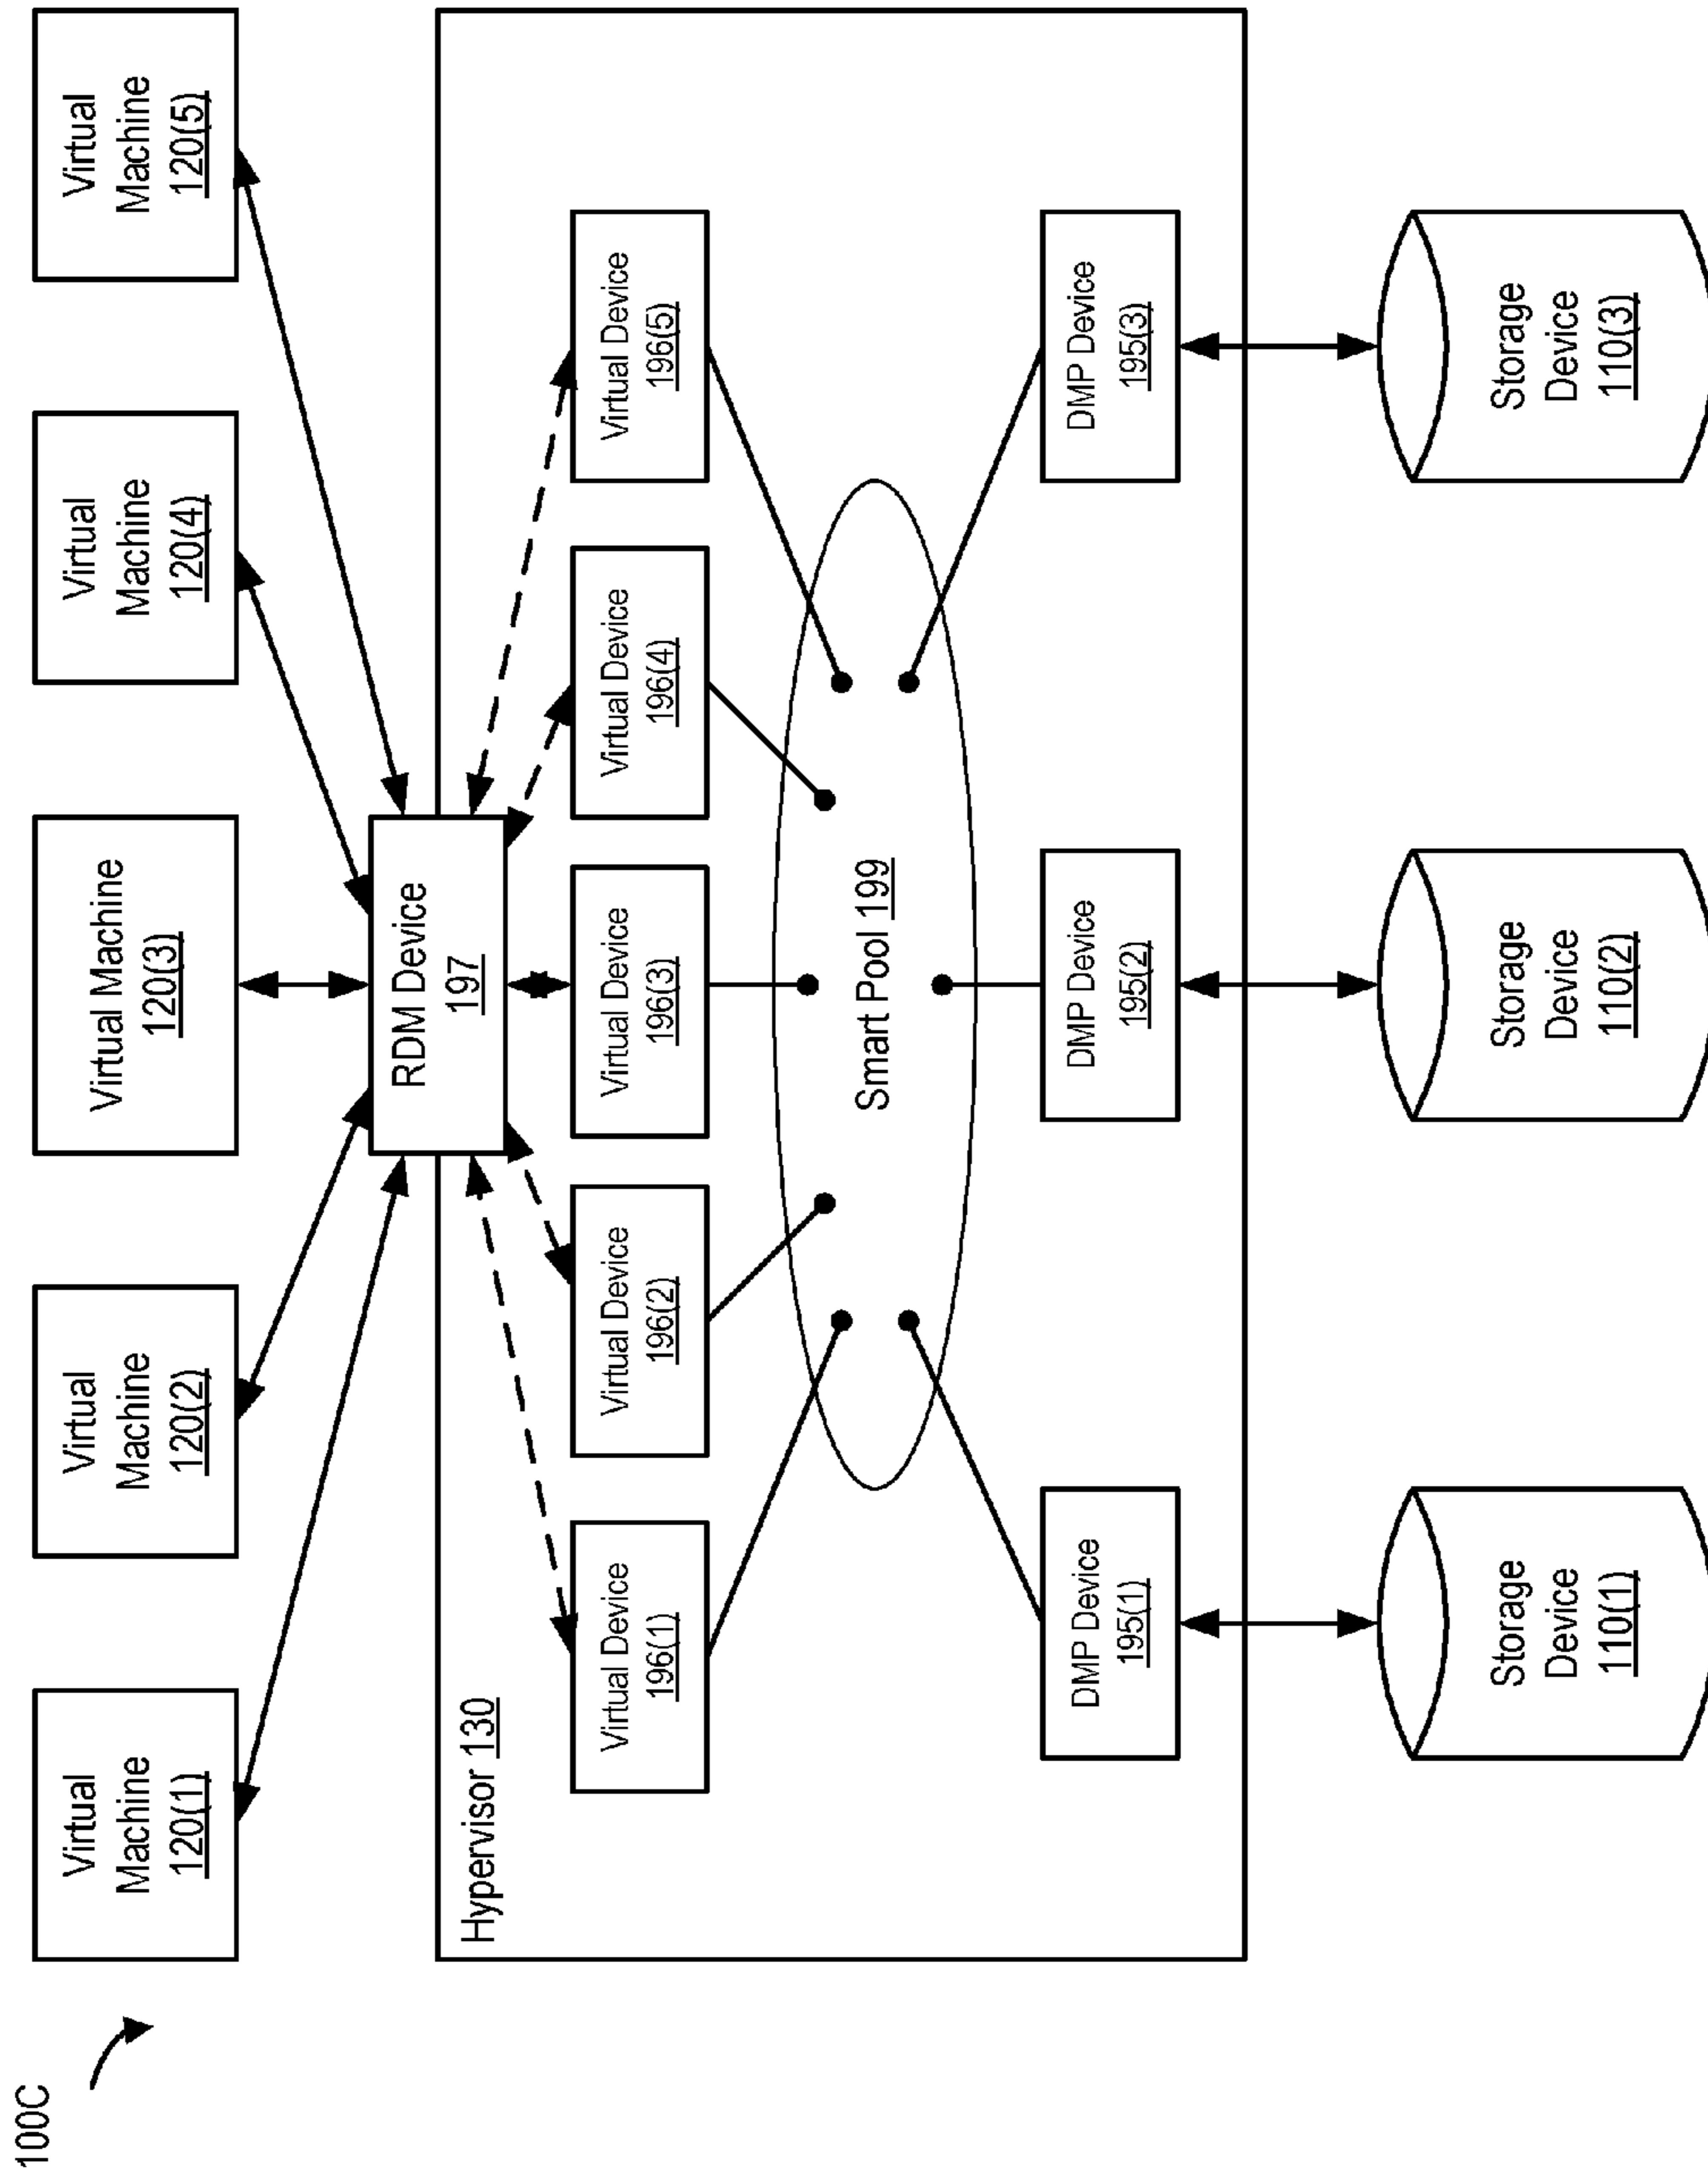 100C
Virtual
Machine
120(1)
Virtual
Machine
120(2)
Virtual Machine
120(3)
Virtual
Machine
120(4)
Virtual
Machine
120(5)
RDM Device
197
Hypervisor 130
Virtual Device
196(1)
Virtual Device
196(2)
Virtual Device
196(3)
Virtual Device
196(4)
Virtual Device
196(5)
Smart Pool 199
DMP Device
195(1)
DMP Device
195(2)
DMP Device
195(3)
Storage
Device
110(1)
Storage
Device
110(2)
Storage
Device
110(3)